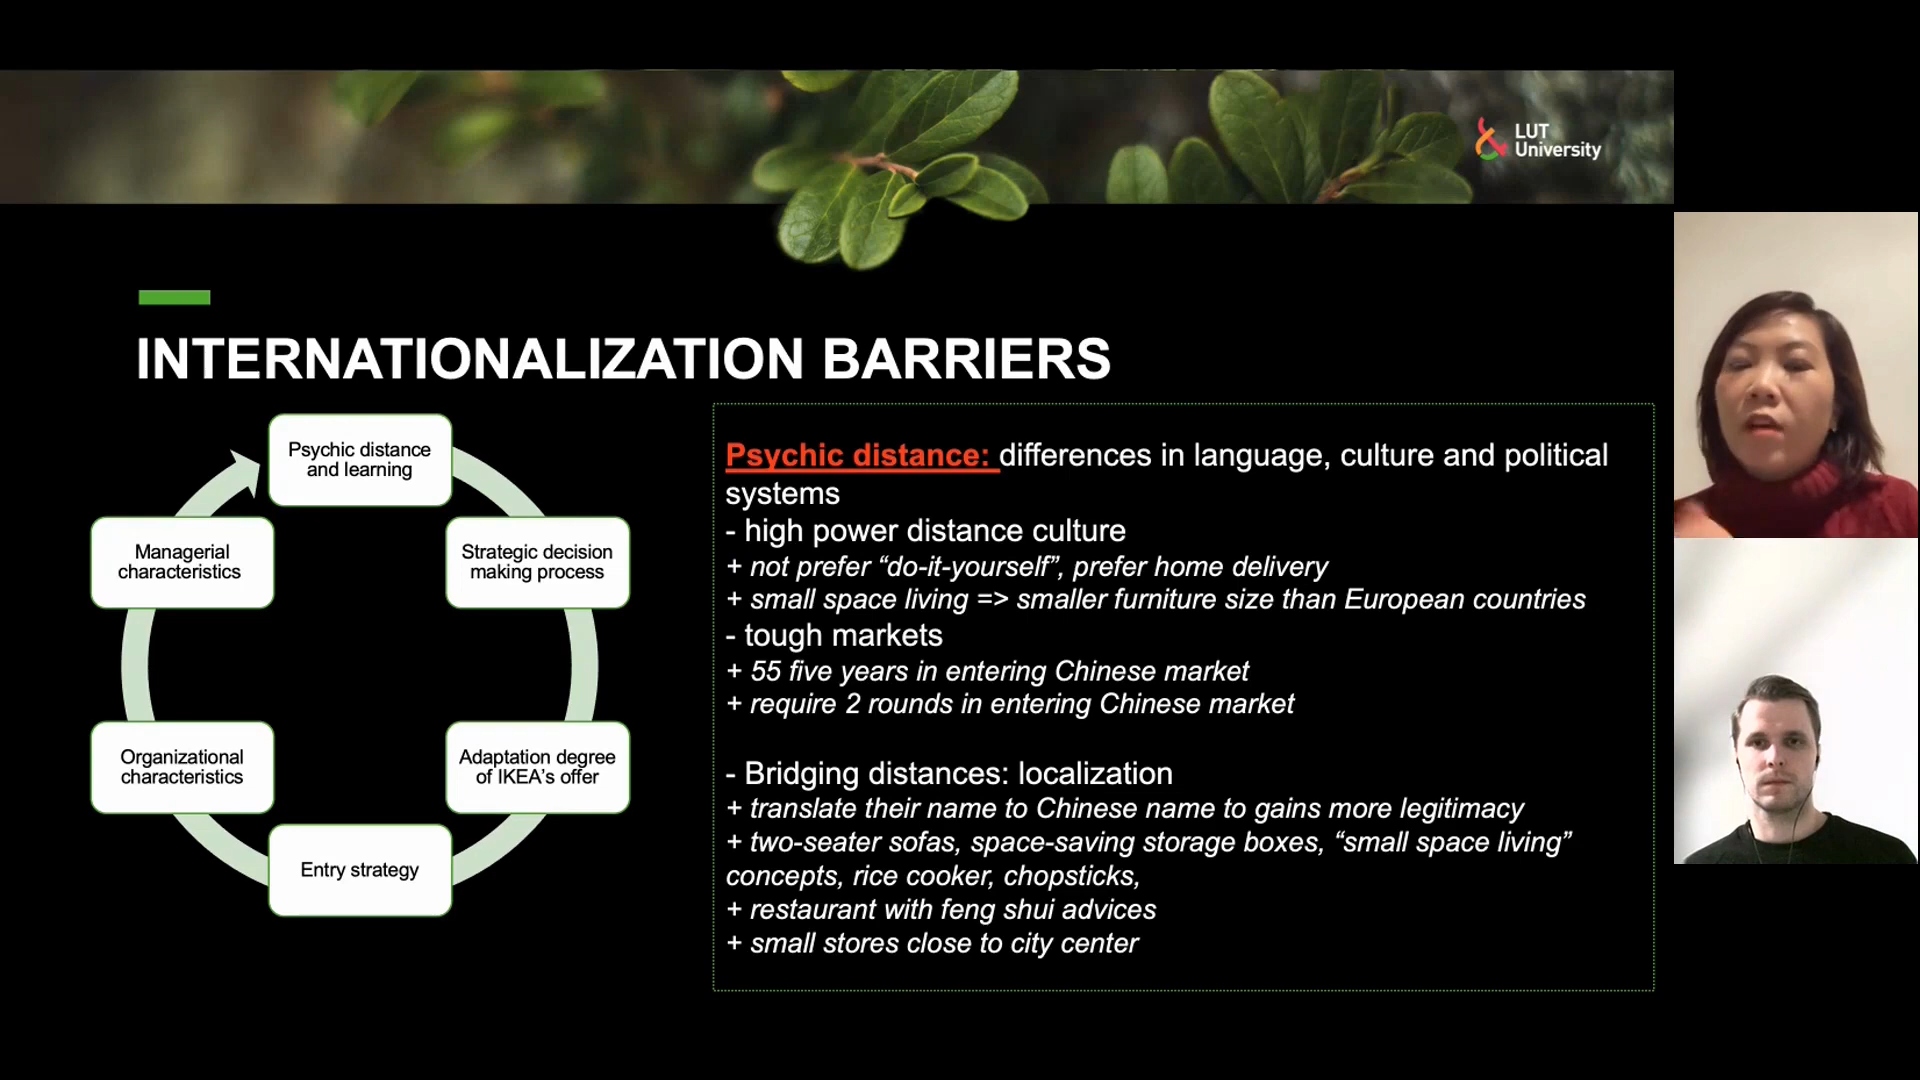 LUT
University
INTERNATIONALIZATION BARRIERS
Psychic distance
and learning
Strategic decision
making process
Adaptation degree
of IKEA's offer
Entry strategy
Organizational
characteristics
Managerial
characteristics
Psychic distance: differences in language, culture and political
systems
- high power distance culture
+ not prefer “do-it-yourself”, prefer home delivery
+ small space living => smaller furniture size than European countries
- tough markets
+ 55 five years in entering Chinese market
+ require 2 rounds in entering Chinese market
- Bridging distances: localization
+ translate their name to Chinese name to gains more legitimacy
+ two-seater sofas, space-saving storage boxes, “small space living”
concepts, rice cooker, chopsticks,
+ restaurant with feng shui advices
+ small stores close to city center